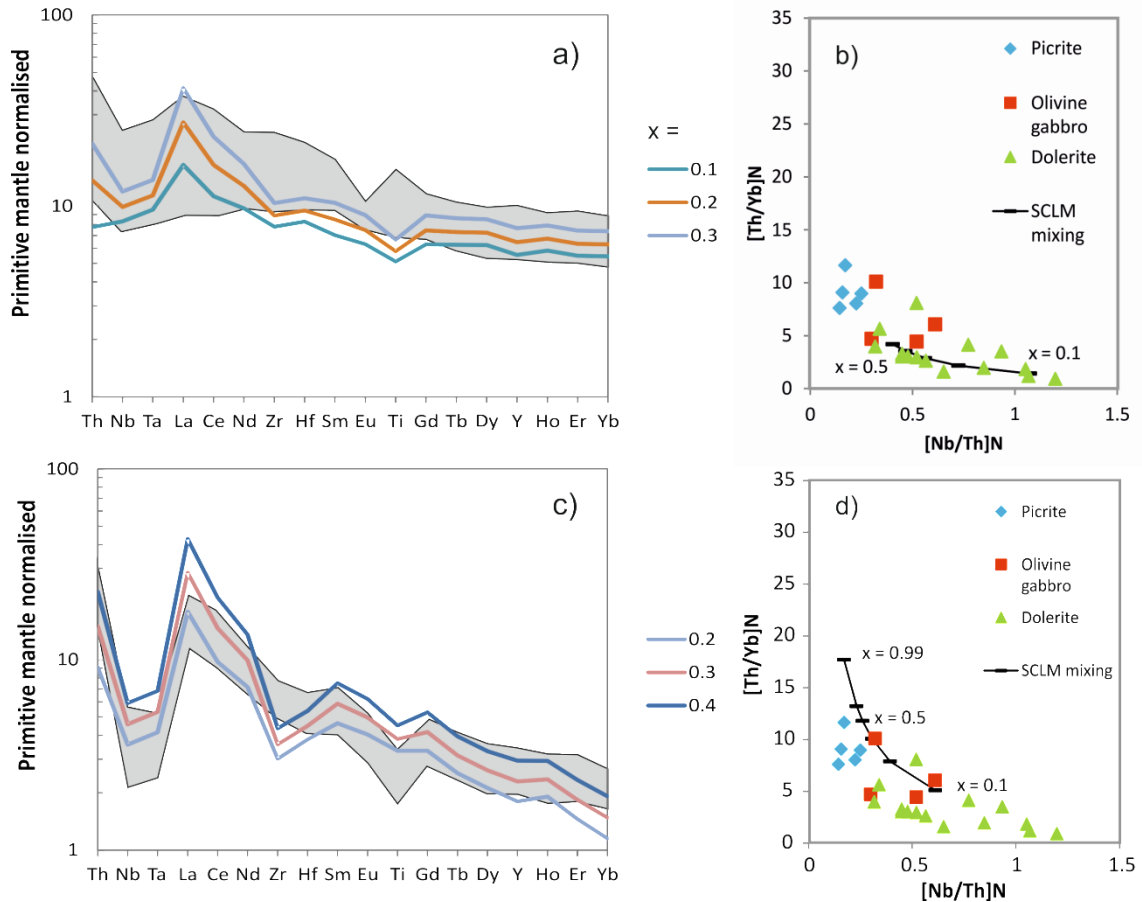 100
10
1
Primitive mantle normalised
a)
Th Nb Ta La Ce Nd Zr Hf Sm Eu Ti Gd Tb Dy Y Ho Er Yb
x =
0.1
0.2
0.3
b)
35
30
25
20
15
10
5
0
[Th/Yb]N
Picrite
Olivine
gabbro
Dolerite
SCLM
mixing
x = 0.5
x = 0.1
0 0.5 1 1.5
[Nb/Th]N
100
10
1
Primitive mantle normalised
c)
Th Nb Ta La Ce Nd Zr Hf Sm Eu Ti Gd Tb Dy Y Ho Er Yb
0.2
0.3
0.4
d)
35
30
25
20
15
10
5
0
[Th/Yb]N
Picrite
Olivine
gabbro
Dolerite
SCLM mixing
x = 0.99
x = 0.5
x = 0.1
0 0.5 1 1.5
[Nb/Th]N